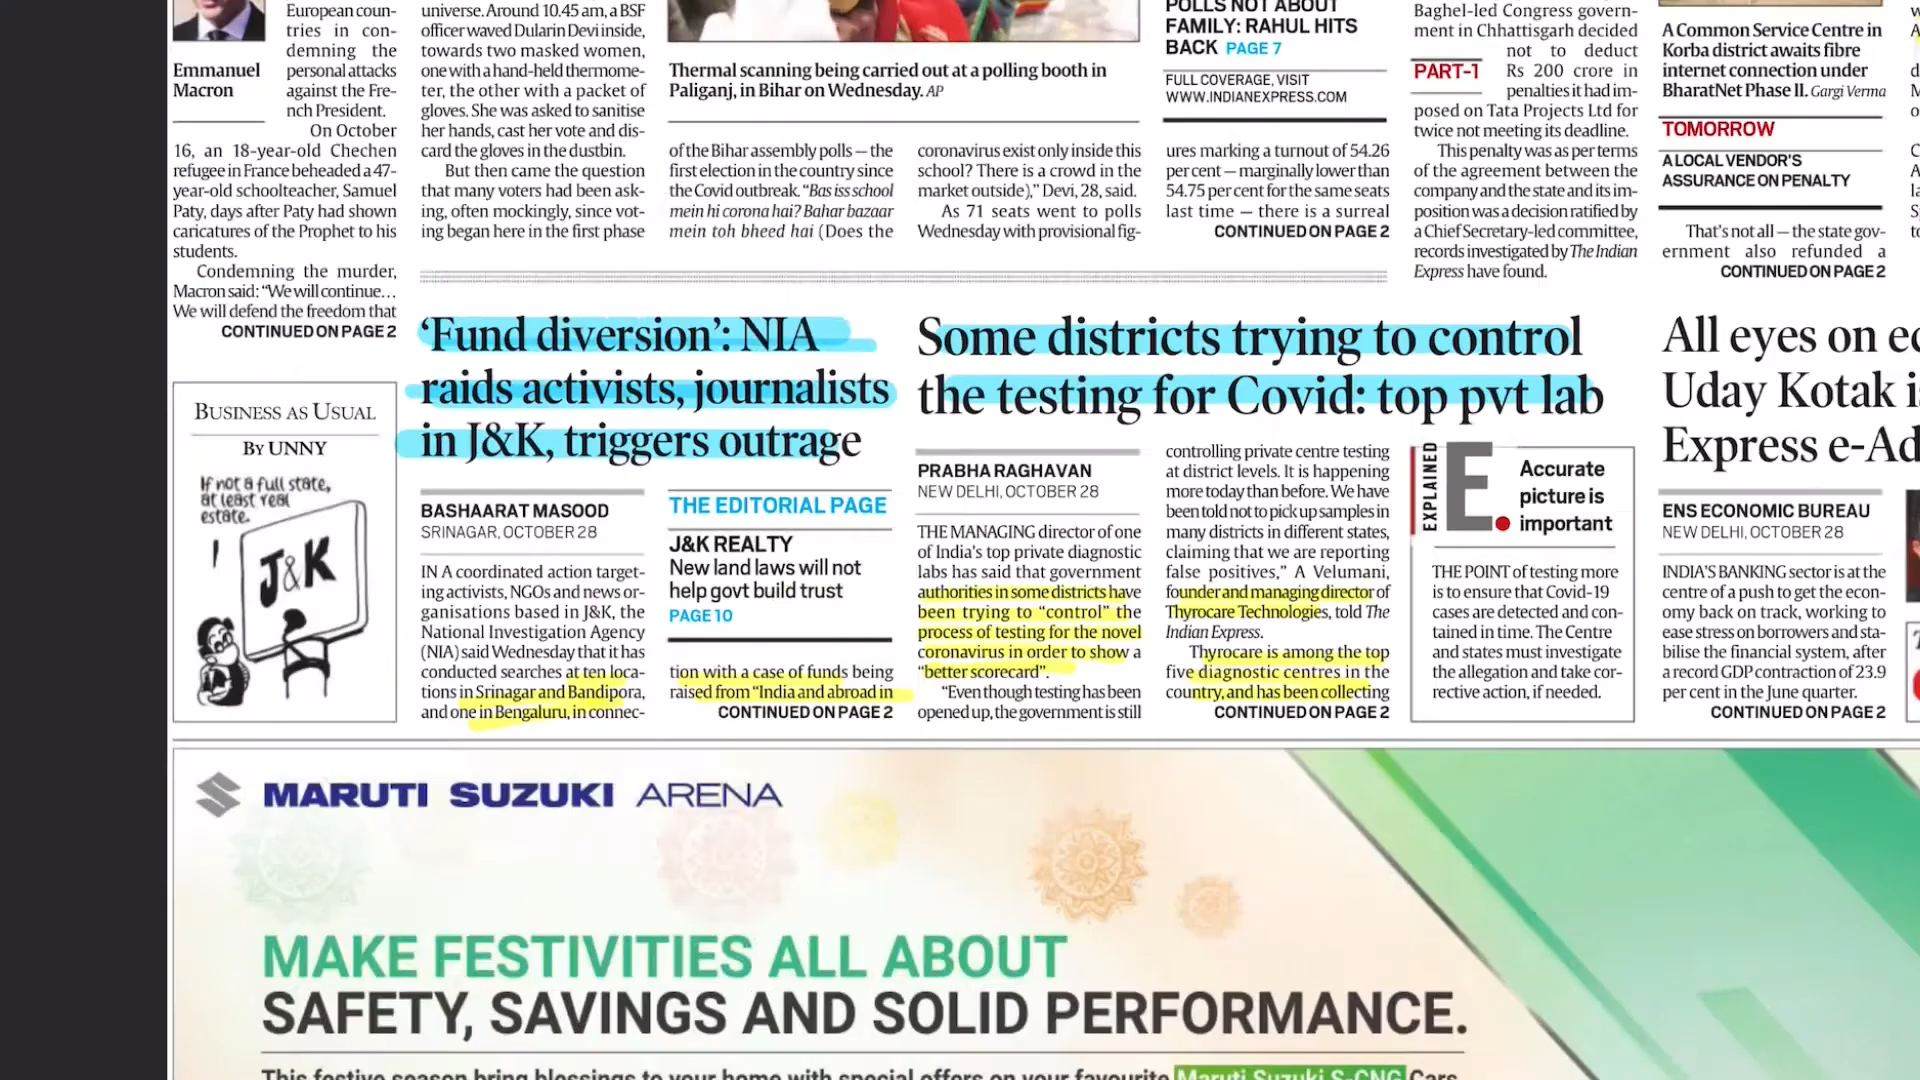 European coun-
tries in con-
demning the
personal attacks
against the Fre-
nch President.
Emmanuel
Macron
On October
16, an 18-year-old Chechen
refugee in France beheaded a 47-
year-old schoolteacher, Samuel
Paty, days after Paty had shown
caricatures of the Prophet to his
students.
Condemning the murder,
Macron said: “We will continue...
We will defend the freedom that
CONTINUED ON PAGE 2
universe. Around 10.45 am, a BSF
officer waved Dularin Devi inside,
towards two masked women,
one with a hand-held thermome-
ter, the other with a packet of
gloves. She was asked to sanitise
her hands, cast her vote and dis-
card the gloves in the dustbin.
But then came the question
that many voters had been ask-
ing, often mockingly, since vot-
ing began here in the first phase
Thermal scanning being carried out at a polling booth in
Paliganj, in Bihar on Wednesday. AP
of the Bihar assembly polls — the
first election in the country since
the Covid outbreak. “Bas iss school
mein hi corona hai? Bahar bazaar
mein toh bheed hai (Does the
coronavirus exist only inside this
school? There is a crowd in the
market outside),” Devi, 28, said.
As 71 seats went to polls
Wednesday with provisional fig-
POLLS NOT ABOUT
FAMILY: RAHUL HITS
BACK PAGE 7
FULL COVERAGE, VISIT
WWW.INDIANEXPRESS.COM
ures marking a turnout of 54.26
per cent — marginally lower than
54.75 per cent for the same seats
last time — there is a surreal
CONTINUED ON PAGE 2
Baghel-led Congress govern-
ment in Chhattisgarh decided
not to deduct
PART-1
Rs 200 crore in
penalties it had im-
posed on Tata Projects Ltd for
twice not meeting its deadline.
This penalty was as per terms
of the agreement between the
company and the state and its im-
position was a decision ratified by
a Chief Secretary-led committee,
records investigated by The Indian
Express have found.
A Common Service Centre in
Korba district awaits fibre
internet connection under
BharatNet Phase II. Gargi Verma
TOMORROW
A LOCAL VENDOR'S
ASSURANCE ON PENALTY
That's not all — the state gov-
ernment also refunded a
CONTINUED ON PAGE 2
BUSINESS AS USUAL
BY UNNY
If not a full state,
at least real
estate.
J&K
‘Fund diversion’: NIA
raids activists, journalists
in J&K, triggers outrage
BASHAARAT MASOOD
SRINAGAR, OCTOBER 28
IN A coordinated action target-
ing activists, NGOs and news or-
ganisations based in J&K, the
National Investigation Agency
(NIA) said Wednesday that it has
conducted searches at ten loca-
tions in Srinagar and Bandipora,
and one in Bengaluru, in connec-
THE EDITORIAL PAGE
J&K REALTY
New land laws will not
help govt build trust
PAGE 10
tion with a case of funds being
raised from “India and abroad in
CONTINUED ON PAGE 2
Some districts trying to control
the testing for Covid: top pvt lab
PRABHA RAGHAVAN
NEW DELHI, OCTOBER 28
THE MANAGING director of one
of India's top private diagnostic
labs has said that government
authorities in some districts have
been trying to “control” the
process of testing for the novel
coronavirus in order to show a
“better scorecard”.
“Even though testing has been
opened up, the government is still
controlling private centre testing
at district levels. It is happening
more today than before. We have
been told not to pick up samples in
many districts in different states,
claiming that we are reporting
false positives,” A Velumani,
founder and managing director of
Thyrocare Technologies, told The
Indian Express.
Thyrocare is among the top
five diagnostic centres in the
country, and has been collecting
CONTINUED ON PAGE 2
EXPLAINED
E.
Accurate
picture is
important
THE POINT of testing more
is to ensure that Covid-19
cases are detected and con-
tained in time. The Centre
and states must investigate
the allegation and take cor-
rective action, if needed.
All eyes on ec
Uday Kotak i
Express e-Ad
ENS ECONOMIC BUREAU
NEW DELHI, OCTOBER 28
INDIA'S BANKING sector is at the
centre of a push to get the econ-
omy back on track, working to
ease stress on borrowers and sta-
bilise the financial system, after
a record GDP contraction of 23.9
per cent in the June quarter.
CONTINUED ON PAGE 2
MARUTI SUZUKI ARENA
MAKE FESTIVITIES ALL ABOUT
SAFETY, SAVINGS AND SOLID PERFORMANCE.
This festive season bring blessings to your home with special offers on your favourite Maruti Suzuki S-CNG Cars